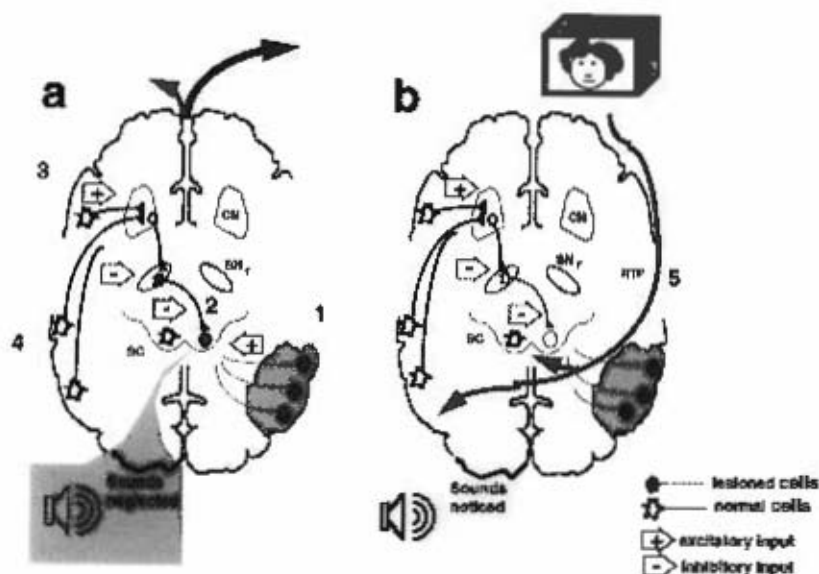 a
b
3
+
CN
-
SNr
-
2
1
4
SC
+
Sounds
neglected
+
CN
-
SNr
RTP
5
-
SC
Sounds
noticed
lesioned cells
normal cells
+ excitatory input
- inhibitory input